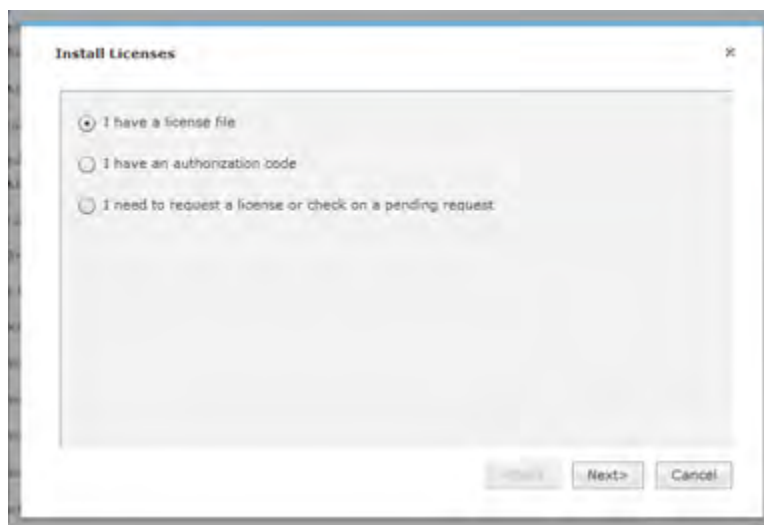 Install Licenses
I have a license file
I have an authorization code
I need to request a license or check on a pending request
Next>
Cancel